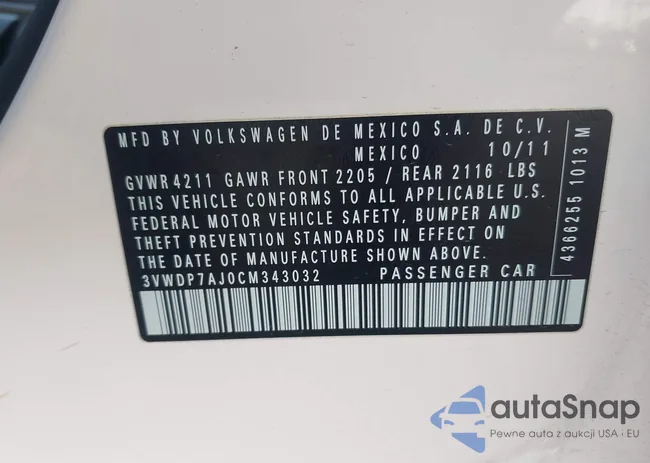 MFD BY VOLKSWAGEN DE MEXICO S.A. DE C.V.
MEXICO 10/11
GVWR 4211 GAWR FRONT 2205 / REAR 2116 LBS
THIS VEHICLE CONFORMS TO ALL APPLICABLE U.S.
FEDERAL MOTOR VEHICLE SAFETY, BUMPER AND
THEFT PREVENTION STANDARDS IN EFFECT ON
THE DATE OF MANUFACTURE SHOWN ABOVE.
3VWDP7AJ0CM343032 PASSENGER CAR
4366255 1013 M
autaSnap
Pewne auta z aukcji USA i EU